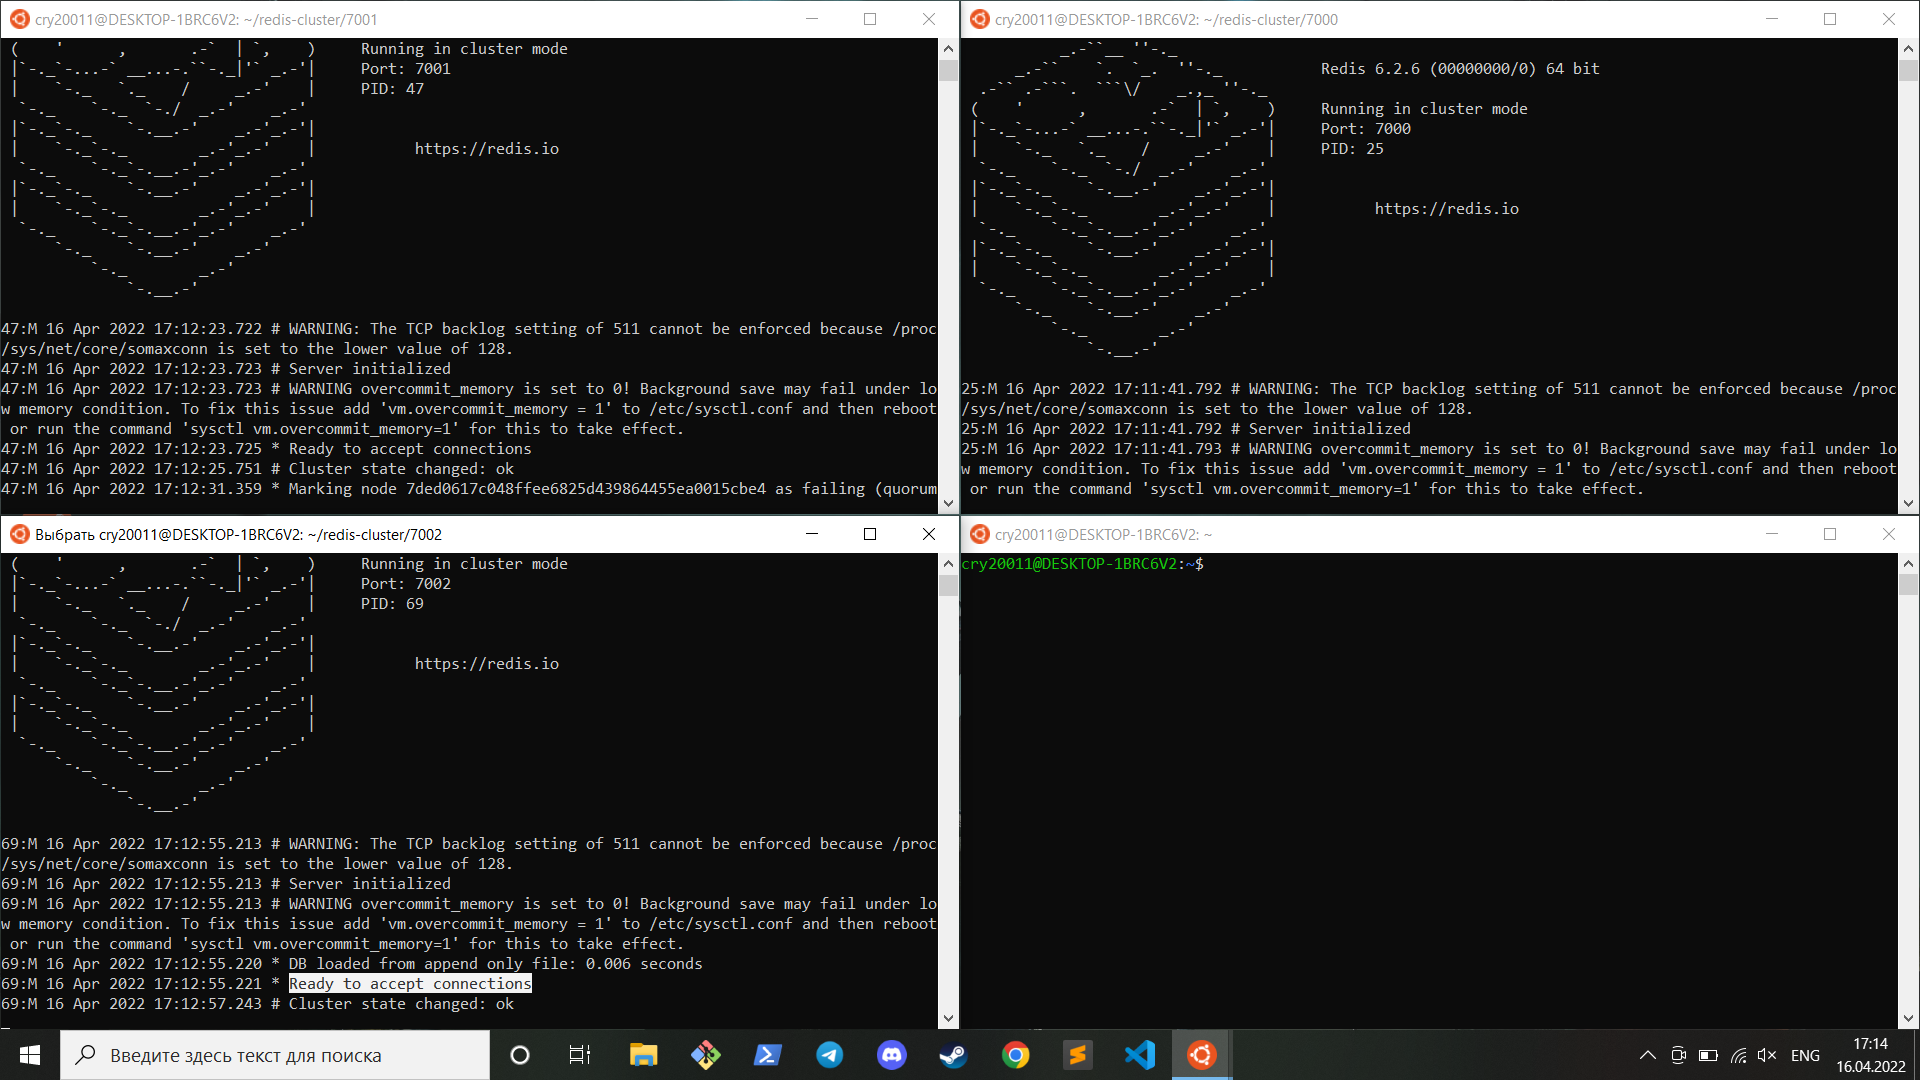 cry20011@DESKTOP-1BRC6V2: ~/redis-cluster/7001
Running in cluster mode
Port: 7001
PID: 47
https://redis.io
47:M 16 Apr 2022 17:12:23.722 # WARNING: The TCP backlog setting of 511 cannot be enforced because /proc
/sys/net/core/somaxconn is set to the lower value of 128.
47:M 16 Apr 2022 17:12:23.723 # Server initialized
47:M 16 Apr 2022 17:12:23.723 # WARNING overcommit_memory is set to 0! Background save may fail under lo
w memory condition. To fix this issue add 'vm.overcommit_memory = 1' to /etc/sysctl.conf and then reboot
or run the command 'sysctl vm.overcommit_memory=1' for this to take effect.
47:M 16 Apr 2022 17:12:23.725 * Ready to accept connections
47:M 16 Apr 2022 17:12:25.751 # Cluster state changed: ok
47:M 16 Apr 2022 17:12:31.359 * Marking node 7ded0617c048ffee6825d439864455ea0015cbe4 as failing (quorum
cry20011@DESKTOP-1BRC6V2: ~/redis-cluster/7000
Redis 6.2.6 (00000000/0) 64 bit
Running in cluster mode
Port: 7000
PID: 25
https://redis.io
25:M 16 Apr 2022 17:11:41.792 # WARNING: The TCP backlog setting of 511 cannot be enforced because /proc
/sys/net/core/somaxconn is set to the lower value of 128.
25:M 16 Apr 2022 17:11:41.792 # Server initialized
25:M 16 Apr 2022 17:11:41.793 # WARNING overcommit_memory is set to 0! Background save may fail under lo
w memory condition. To fix this issue add 'vm.overcommit_memory = 1' to /etc/sysctl.conf and then reboot
or run the command 'sysctl vm.overcommit_memory=1' for this to take effect.
Выбрать cry20011@DESKTOP-1BRC6V2: ~/redis-cluster/7002
Running in cluster mode
Port: 7002
PID: 69
https://redis.io
69:M 16 Apr 2022 17:12:55.213 # WARNING: The TCP backlog setting of 511 cannot be enforced because /proc
/sys/net/core/somaxconn is set to the lower value of 128.
69:M 16 Apr 2022 17:12:55.213 # Server initialized
69:M 16 Apr 2022 17:12:55.213 # WARNING overcommit_memory is set to 0! Background save may fail under lo
w memory condition. To fix this issue add 'vm.overcommit_memory = 1' to /etc/sysctl.conf and then reboot
or run the command 'sysctl vm.overcommit_memory=1' for this to take effect.
69:M 16 Apr 2022 17:12:55.220 * DB loaded from append only file: 0.006 seconds
69:M 16 Apr 2022 17:12:55.221 * Ready to accept connections
69:M 16 Apr 2022 17:12:57.243 # Cluster state changed: ok
cry20011@DESKTOP-1BRC6V2: ~
cry20011@DESKTOP-1BRC6V2:~$
Введите здесь текст для поиска
ENG
17:14
16.04.2022